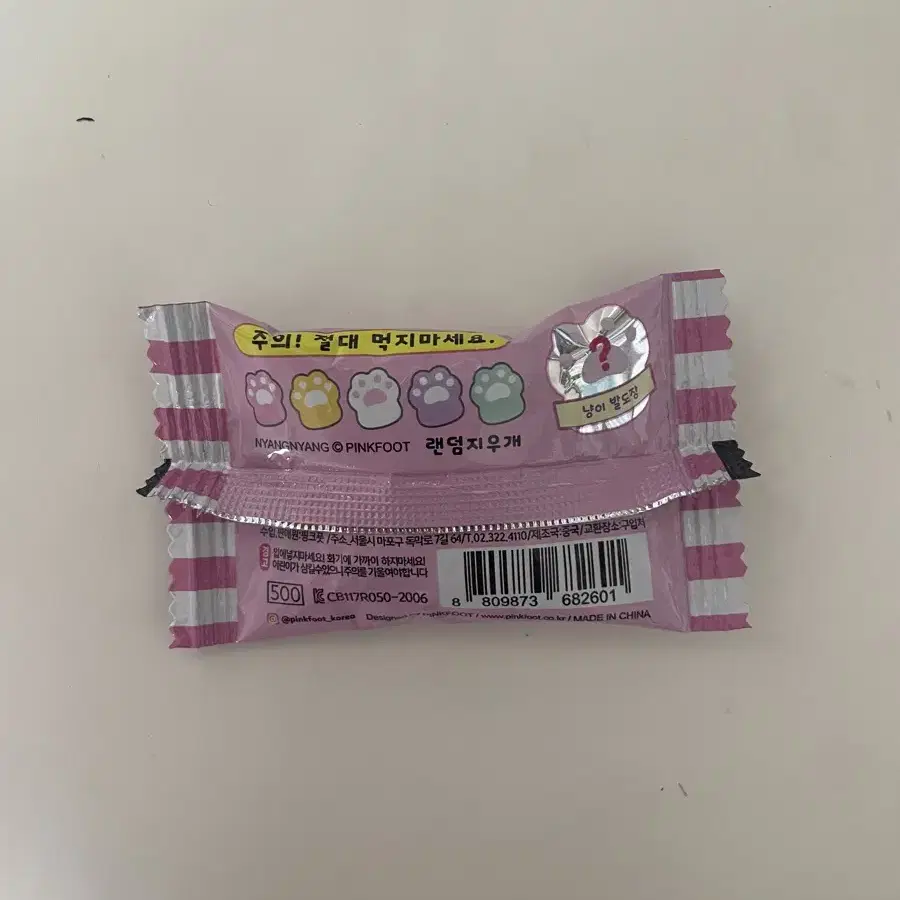 주의! 절대 먹지마세요.
?
냥이 발도장
NYANGNYANG © PINKFOOT 랜덤지우개
수입,판매원:핑크풋 /주소.서울시 마포구 독막로 7길 64/T.02.322.4110/제조국:중국/교환장소:구입처
입에넣지마세요! 화기에 가까이 하지마세요!
어린이가 삼킬수있으니주의를 기울여야합니다
500 CB117R050-2006
8 809873 682601
@pinkfoot_korea Designed by PINKFOOT / www.pinkfoot.co.kr / MADE IN CHINA